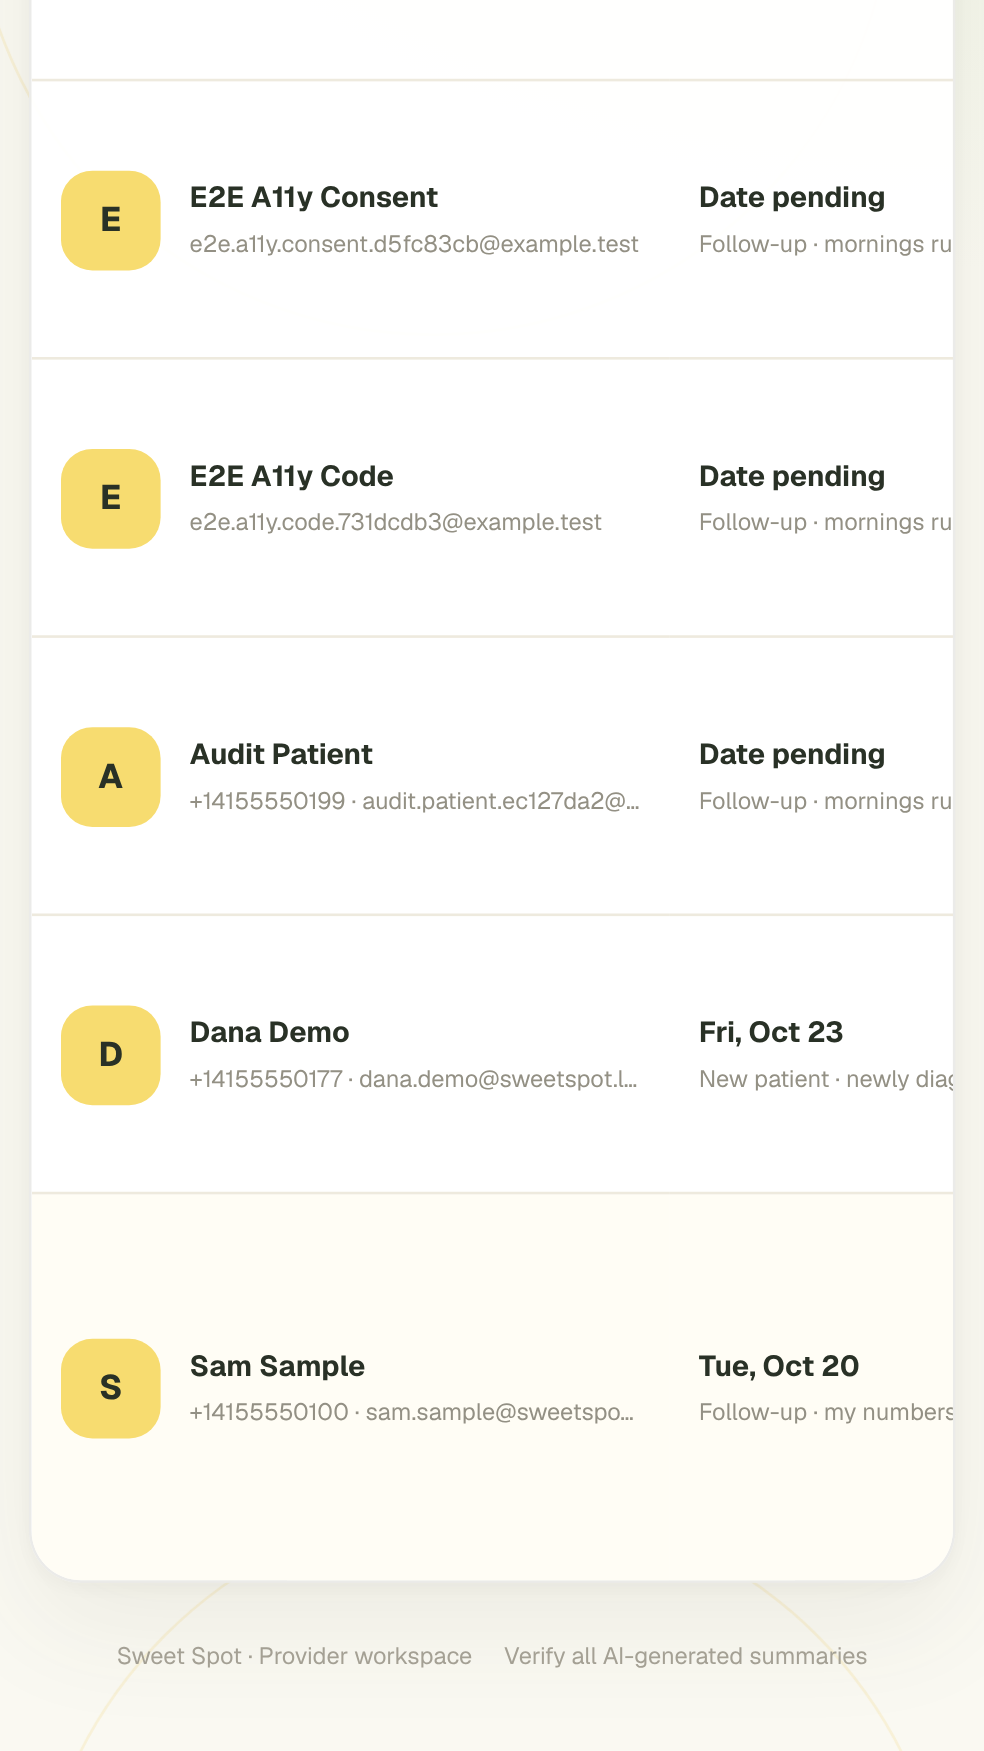 E
E2E A11y Consent
e2e.a11y.consent.d5fc83cb@example.test
Date pending
Follow-up · mornings ru
E
E2E A11y Code
e2e.a11y.code.731dcdb3@example.test
Date pending
Follow-up · mornings ru
A
Audit Patient
+14155550199 · audit.patient.ec127da2@...
Date pending
Follow-up · mornings ru
D
Dana Demo
+14155550177 · dana.demo@sweetspot.l...
Fri, Oct 23
New patient · newly diag
S
Sam Sample
+14155550100 · sam.sample@sweetspo...
Tue, Oct 20
Follow-up · my numbers
Sweet Spot · Provider workspace Verify all AI-generated summaries